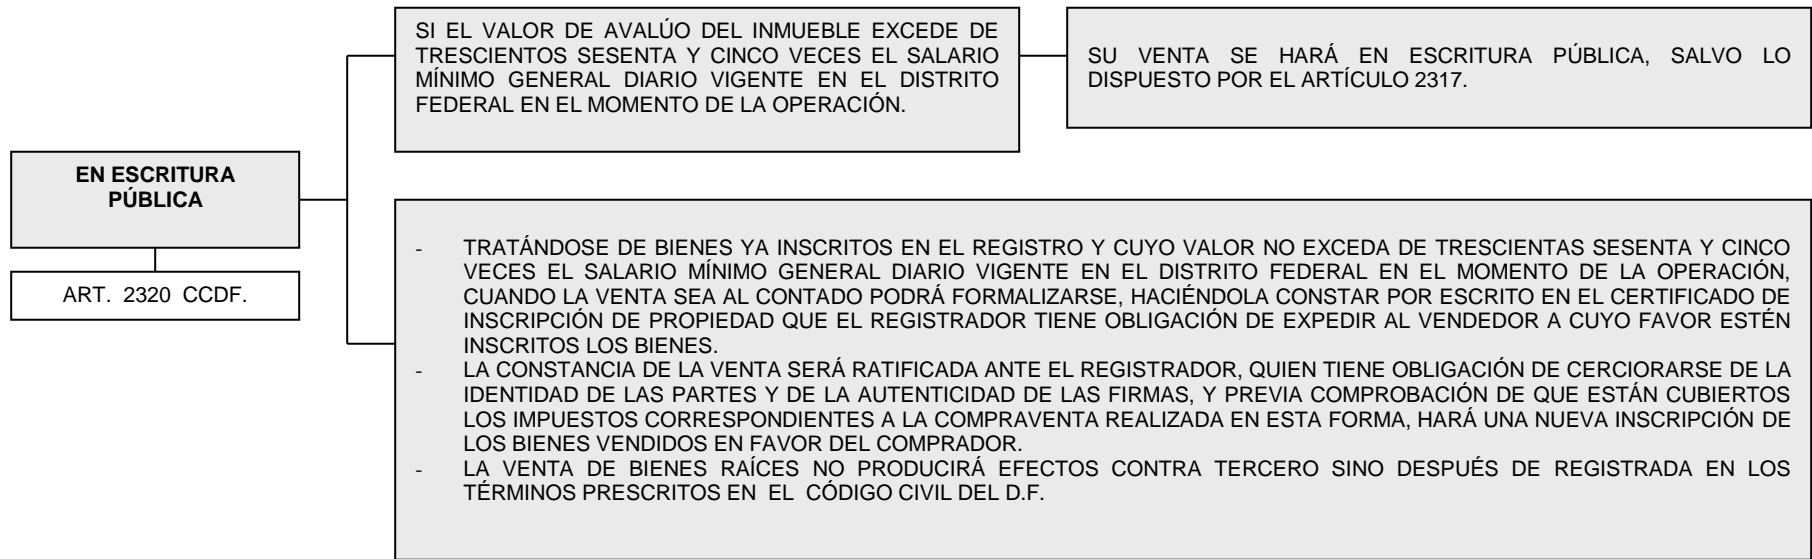 SI EL VALOR DE AVALÚO DEL INMUEBLE EXCEDE DE
TRESCIENTOS SESENTA Y CINCO VECES EL SALARIO
MÍNIMO GENERAL DIARIO VIGENTE EN EL DISTRITO
FEDERAL EN EL MOMENTO DE LA OPERACIÓN.
SU VENTA SE HARÁ EN ESCRITURA PÚBLICA, SALVO LO
DISPUESTO POR EL ARTÍCULO 2317.
EN ESCRITURA
PÚBLICA
ART. 2320 CCDF.
- TRATÁNDOSE DE BIENES YA INSCRITOS EN EL REGISTRO Y CUYO VALOR NO EXCEDA DE TRESCIENTAS SESENTA Y CINCO
VECES EL SALARIO MÍNIMO GENERAL DIARIO VIGENTE EN EL DISTRITO FEDERAL EN EL MOMENTO DE LA OPERACIÓN,
CUANDO LA VENTA SEA AL CONTADO PODRÁ FORMALIZARSE, HACIÉNDOLA CONSTAR POR ESCRITO EN EL CERTIFICADO DE
INSCRIPCIÓN DE PROPIEDAD QUE EL REGISTRADOR TIENE OBLIGACIÓN DE EXPEDIR AL VENDEDOR A CUYO FAVOR ESTÉN
INSCRITOS LOS BIENES.
- LA CONSTANCIA DE LA VENTA SERÁ RATIFICADA ANTE EL REGISTRADOR, QUIEN TIENE OBLIGACIÓN DE CERCIORARSE DE LA
IDENTIDAD DE LAS PARTES Y DE LA AUTENTICIDAD DE LAS FIRMAS, Y PREVIA COMPROBACIÓN DE QUE ESTÁN CUBIERTOS
LOS IMPUESTOS CORRESPONDIENTES A LA COMPRAVENTA REALIZADA EN ESTA FORMA, HARÁ UNA NUEVA INSCRIPCIÓN DE
LOS BIENES VENDIDOS EN FAVOR DEL COMPRADOR.
- LA VENTA DE BIENES RAÍCES NO PRODUCIRÁ EFECTOS CONTRA TERCERO SINO DESPUÉS DE REGISTRADA EN LOS
TÉRMINOS PRESCRITOS EN EL CÓDIGO CIVIL DEL D.F.